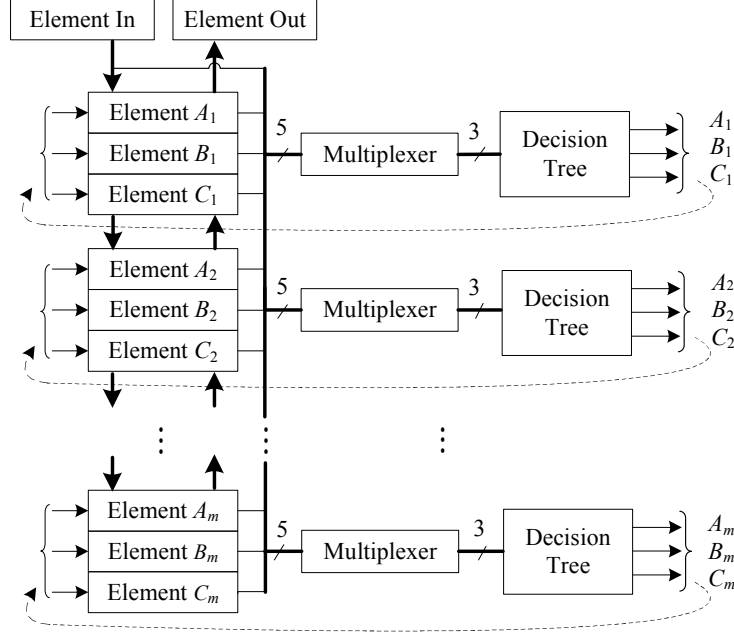 Element In
Element Out
Element A₁
Element B₁
Element C₁
5
Multiplexer
3
Decision
Tree
A₁
B₁
C₁
Element A₂
Element B₂
Element C₂
5
Multiplexer
3
Decision
Tree
A₂
B₂
C₂
Element Aₘ
Element Bₘ
Element Cₘ
5
Multiplexer
3
Decision
Tree
Aₘ
Bₘ
Cₘ